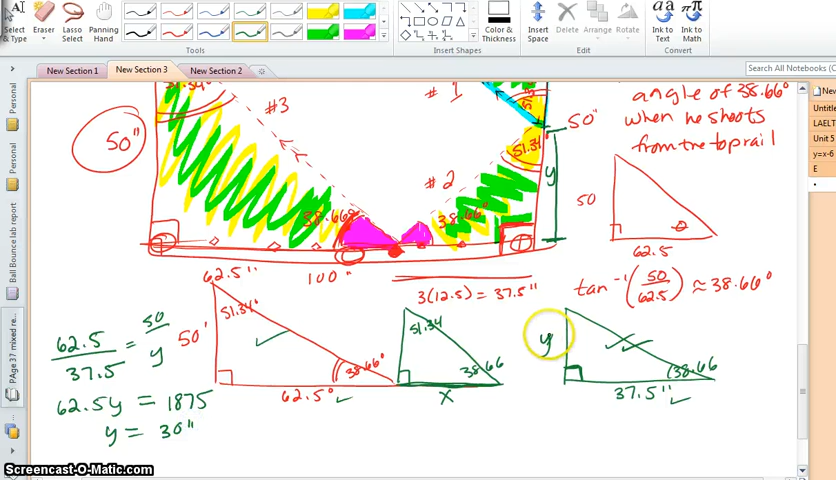 Select & Type
Eraser
Lasso Select
Panning Hand
Color & Thickness
Insert Space
Delete
Arrange
Rotate
Ink to Text
Ink to Math
Tools
Insert Shapes
Edit
Convert
New Section 1
New Section 3
New Section 2
Search All Notebooks (
Personal
Personal
Ball Bounce lab report
PAge 37 mixed re
New
Untitle
LAELT
Unit 5
y=x-6
E
#3
#1
#2
50"
50"
51.34
y
38.66°
38.66°
100"
angle of 38.66°
when he shoots
from the top rail
50
θ
62.5
tan⁻¹(50/62.5) ≈ 38.66°
3(12.5) = 37.5"
62.5"
50'
51.34°
38.66°
62.5"
51.34
38.66
x
y
38.66
37.5"
62.5/37.5 = 50/y
62.5y = 1875
y = 30"
Screencast-O-Matic.com